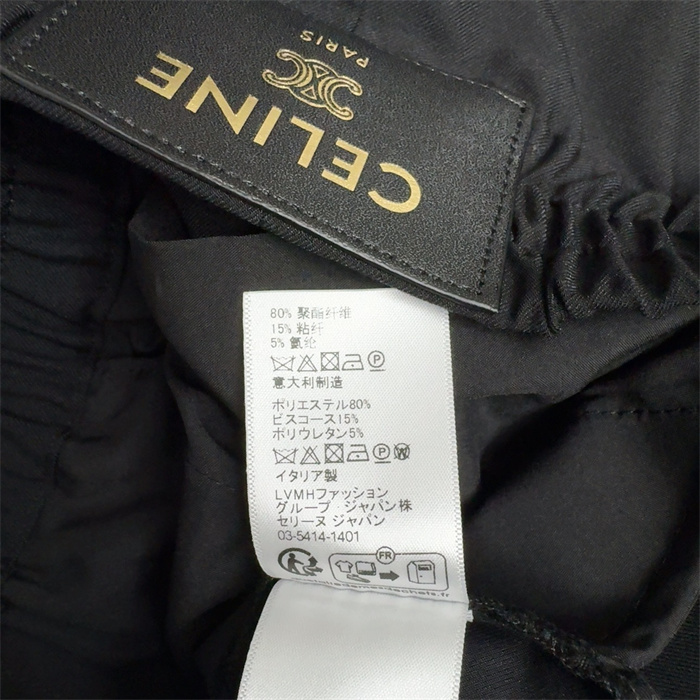 CELINE
PARIS
80% 聚酯纤维
15% 粘纤
5% 氨纶
意大利制造
ポリエステル80%
ビスコース15%
ポリウレタン5%
イタリア製
LVMHファッション
グループ・ジャパン株
セリーヌ ジャパン
03-5414-1401
FR